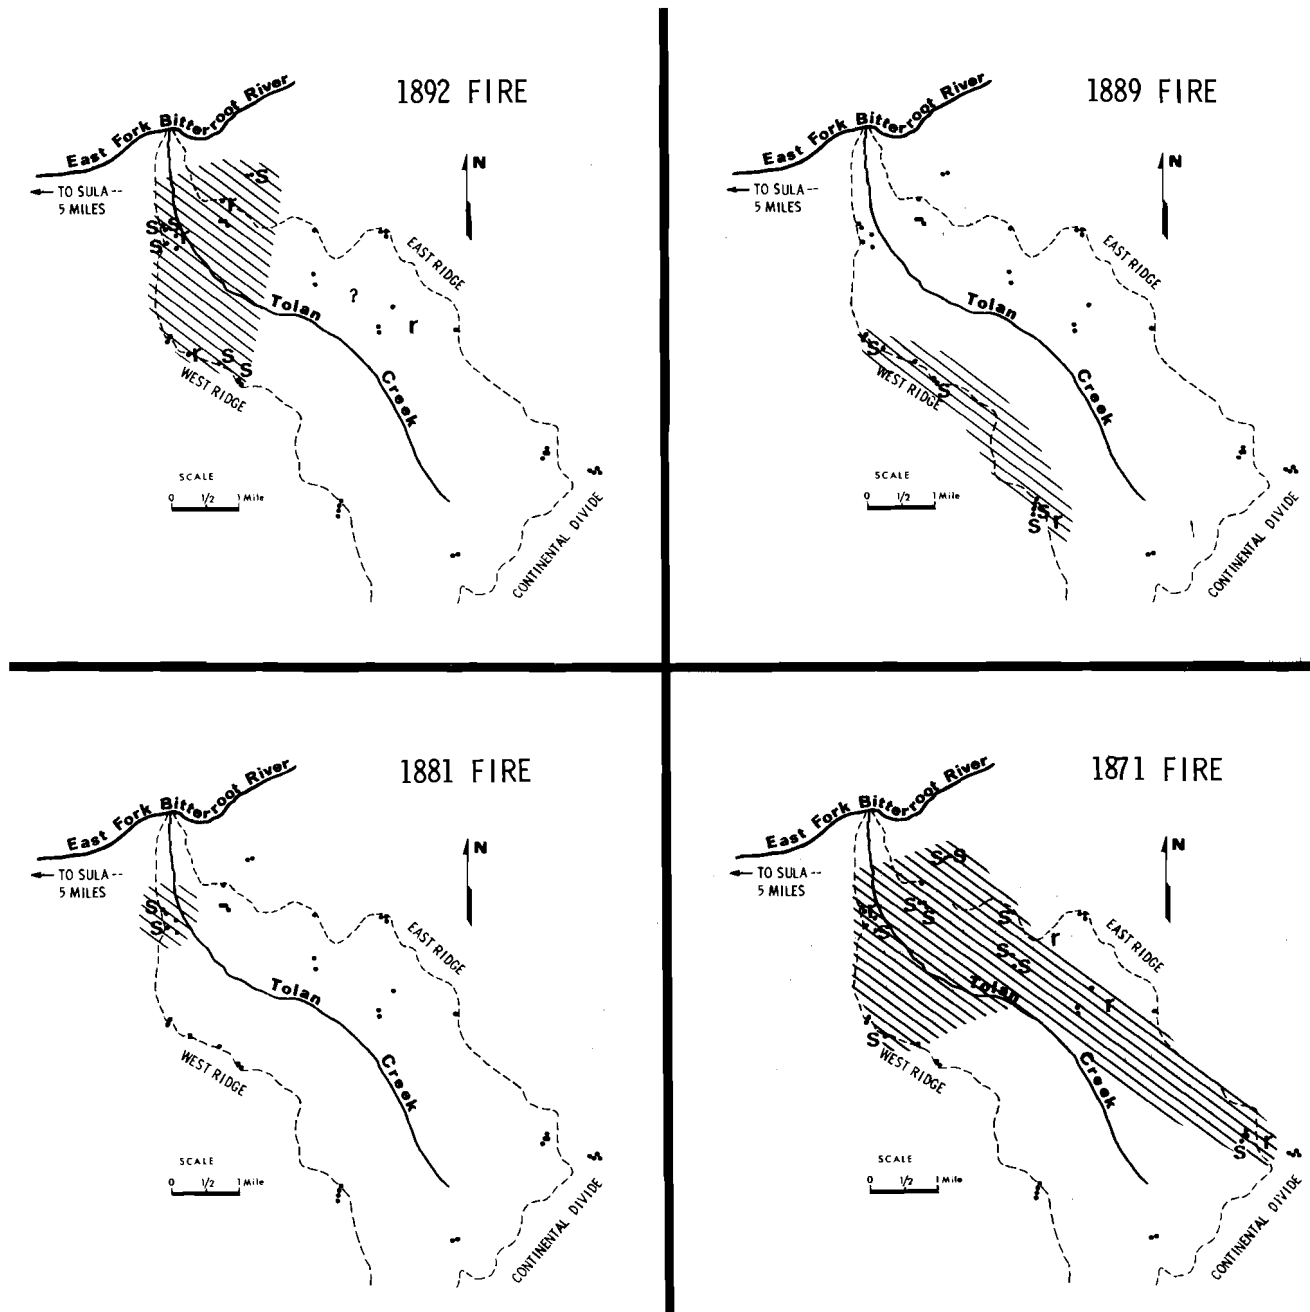 1892 FIRE
East Fork Bitterroot River
N
← TO SULA --
5 MILES
S
r
S S
r
S
EAST RIDGE
?
Tolan
r
r S
S
WEST RIDGE
Creek
SCALE
0 1/2 1 Mile
CONTINENTAL DIVIDE
1889 FIRE
East Fork Bitterroot River
N
← TO SULA --
5 MILES
EAST RIDGE
Tolan
S
S
WEST RIDGE
Creek
SCALE
0 1/2 1 Mile
S r
S
CONTINENTAL DIVIDE
1881 FIRE
East Fork Bitterroot River
N
← TO SULA --
5 MILES
S
S
EAST RIDGE
Tolan
WEST RIDGE
Creek
SCALE
0 1/2 1 Mile
CONTINENTAL DIVIDE
1871 FIRE
East Fork Bitterroot River
N
← TO SULA --
5 MILES
S S
S S S
S
r
EAST RIDGE
S S
Tolan
r
S
WEST RIDGE
Creek
r
S
SCALE
0 1/2 1 Mile
CONTINENTAL DIVIDE